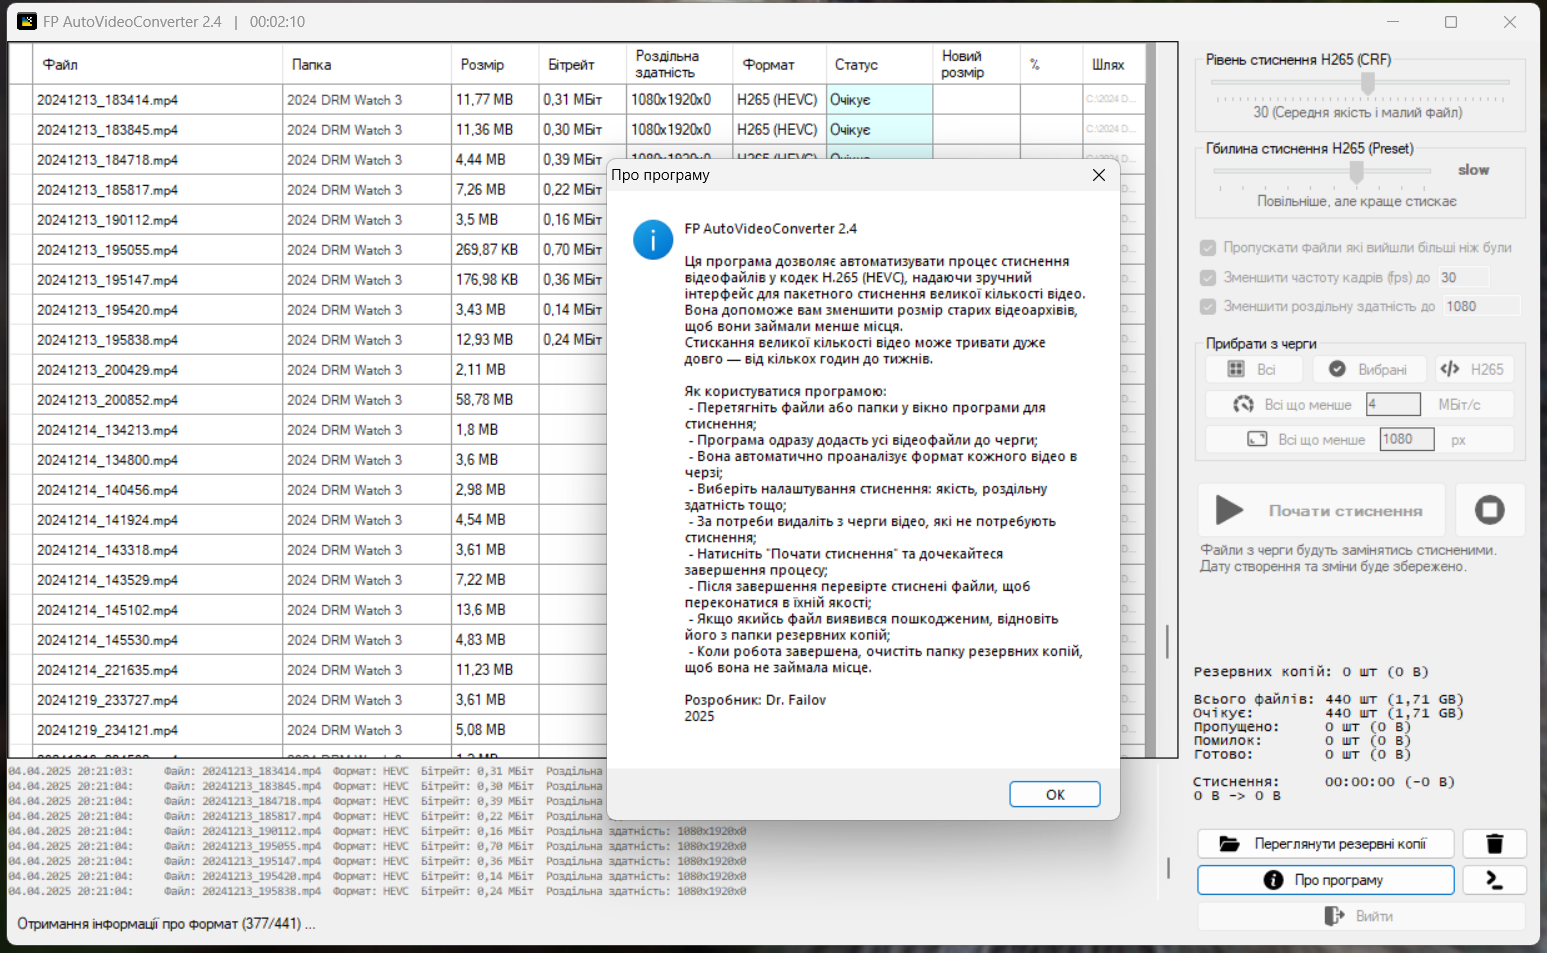 FP AutoVideoConverter 2.4 | 00:02:10
Файл Папка Розмір Бітрейт Роздільна здатність Формат Статус Новий розмір % Шлях
20241213_183414.mp4 2024 DRM Watch 3 11,77 MB 0,31 МБіт 1080x1920x0 H265 (HEVC) Очікує C:\2024 D...
20241213_183845.mp4 2024 DRM Watch 3 11,36 MB 0,30 МБіт 1080x1920x0 H265 (HEVC) Очікує C:\2024 D...
20241213_184718.mp4 2024 DRM Watch 3 4,44 MB 0,39 МБіт 1080x1920x0 H265 (HEVC) Очікує C:\2024 D...
20241213_185817.mp4 2024 DRM Watch 3 7,26 MB 0,22 МБіт D...
20241213_190112.mp4 2024 DRM Watch 3 3,5 MB 0,16 МБіт D...
20241213_195055.mp4 2024 DRM Watch 3 269,87 KB 0,70 МБіт D...
20241213_195147.mp4 2024 DRM Watch 3 176,98 KB 0,36 МБіт D...
20241213_195420.mp4 2024 DRM Watch 3 3,43 MB 0,14 МБіт D...
20241213_195838.mp4 2024 DRM Watch 3 12,93 MB 0,24 МБіт D...
20241213_200429.mp4 2024 DRM Watch 3 2,11 MB D...
20241213_200852.mp4 2024 DRM Watch 3 58,78 MB D...
20241214_134213.mp4 2024 DRM Watch 3 1,8 MB D...
20241214_134800.mp4 2024 DRM Watch 3 3,6 MB D...
20241214_140456.mp4 2024 DRM Watch 3 2,98 MB D...
20241214_141924.mp4 2024 DRM Watch 3 4,54 MB D...
20241214_143318.mp4 2024 DRM Watch 3 3,61 MB D...
20241214_143529.mp4 2024 DRM Watch 3 7,22 MB D...
20241214_145102.mp4 2024 DRM Watch 3 13,6 MB D...
20241214_145530.mp4 2024 DRM Watch 3 4,83 MB D...
20241214_221635.mp4 2024 DRM Watch 3 11,23 MB D...
20241219_233727.mp4 2024 DRM Watch 3 3,61 MB D...
20241219_234121.mp4 2024 DRM Watch 3 5,08 MB D...
Про програму
FP AutoVideoConverter 2.4
Ця програма дозволяє автоматизувати процес стиснення
відеофайлів у кодек H.265 (HEVC), надаючи зручний
інтерфейс для пакетного стиснення великої кількості відео.
Вона допоможе вам зменшити розмір старих відеоархівів,
щоб вони займали менше місця.
Стискання великої кількості відео може тривати дуже
довго — від кількох годин до тижнів.
Як користуватися програмою:
- Перетягніть файли або папки у вікно програми для
стиснення;
- Програма одразу додасть усі відеофайли до черги;
- Вона автоматично проаналізує формат кожного відео в
черзі;
- Виберіть налаштування стиснення: якість, роздільну
здатність тощо;
- За потреби видаліть з черги відео, які не потребують
стиснення;
- Натисніть "Почати стиснення" та дочекайтеся
завершення процесу;
- Після завершення перевірте стиснені файли, щоб
переконатися в їхній якості;
- Якщо якийсь файл виявився пошкодженим, відновіть
його з папки резервних копій;
- Коли робота завершена, очистіть папку резервних копій,
щоб вона не займала місце.
Розробник: Dr. Failov
2025
OK
04.04.2025 20:21:03: Файл: 20241213_183414.mp4 Формат: HEVC Бітрейт: 0,31 МБіт Роздільна
04.04.2025 20:21:04: Файл: 20241213_183845.mp4 Формат: HEVC Бітрейт: 0,30 МБіт Роздільна
04.04.2025 20:21:04: Файл: 20241213_184718.mp4 Формат: HEVC Бітрейт: 0,39 МБіт Роздільна
04.04.2025 20:21:04: Файл: 20241213_185817.mp4 Формат: HEVC Бітрейт: 0,22 МБіт Роздільна
04.04.2025 20:21:04: Файл: 20241213_190112.mp4 Формат: HEVC Бітрейт: 0,16 МБіт Роздільна здатність: 1080x1920x0
04.04.2025 20:21:04: Файл: 20241213_195055.mp4 Формат: HEVC Бітрейт: 0,70 МБіт Роздільна здатність: 1080x1920x0
04.04.2025 20:21:04: Файл: 20241213_195147.mp4 Формат: HEVC Бітрейт: 0,36 МБіт Роздільна здатність: 1080x1920x0
04.04.2025 20:21:04: Файл: 20241213_195420.mp4 Формат: HEVC Бітрейт: 0,14 МБіт Роздільна здатність: 1080x1920x0
04.04.2025 20:21:04: Файл: 20241213_195838.mp4 Формат: HEVC Бітрейт: 0,24 МБіт Роздільна здатність: 1080x1920x0
Отримання інформації про формат (377/441) ...
Рівень стиснення H265 (CRF)
30 (Середня якість і малий файл)
Гбилина стиснення H265 (Preset)
slow
Повільніше, але краще стискає
Пропускати файли які вийшли більші ніж були
Зменшити частоту кадрів (fps) до 30
Зменшити роздільну здатність до 1080
Прибрати з черги
Всі Вибрані H265
Всі що менше 4 МБіт/с
Всі що менше 1080 px
Почати стиснення
Файли з черги будуть замінятись стисненими.
Дату створення та зміни буде збережено.
Резервних копій: 0 шт (0 B)
Всього файлів: 440 шт (1,71 GB)
Очікує: 440 шт (1,71 GB)
Пропущено: 0 шт (0 B)
Помилок: 0 шт (0 B)
Готово: 0 шт (0 B)
Стиснення: 00:00:00 (-0 B)
0 B -> 0 B
Переглянути резервні копії
Про програму
Вийти